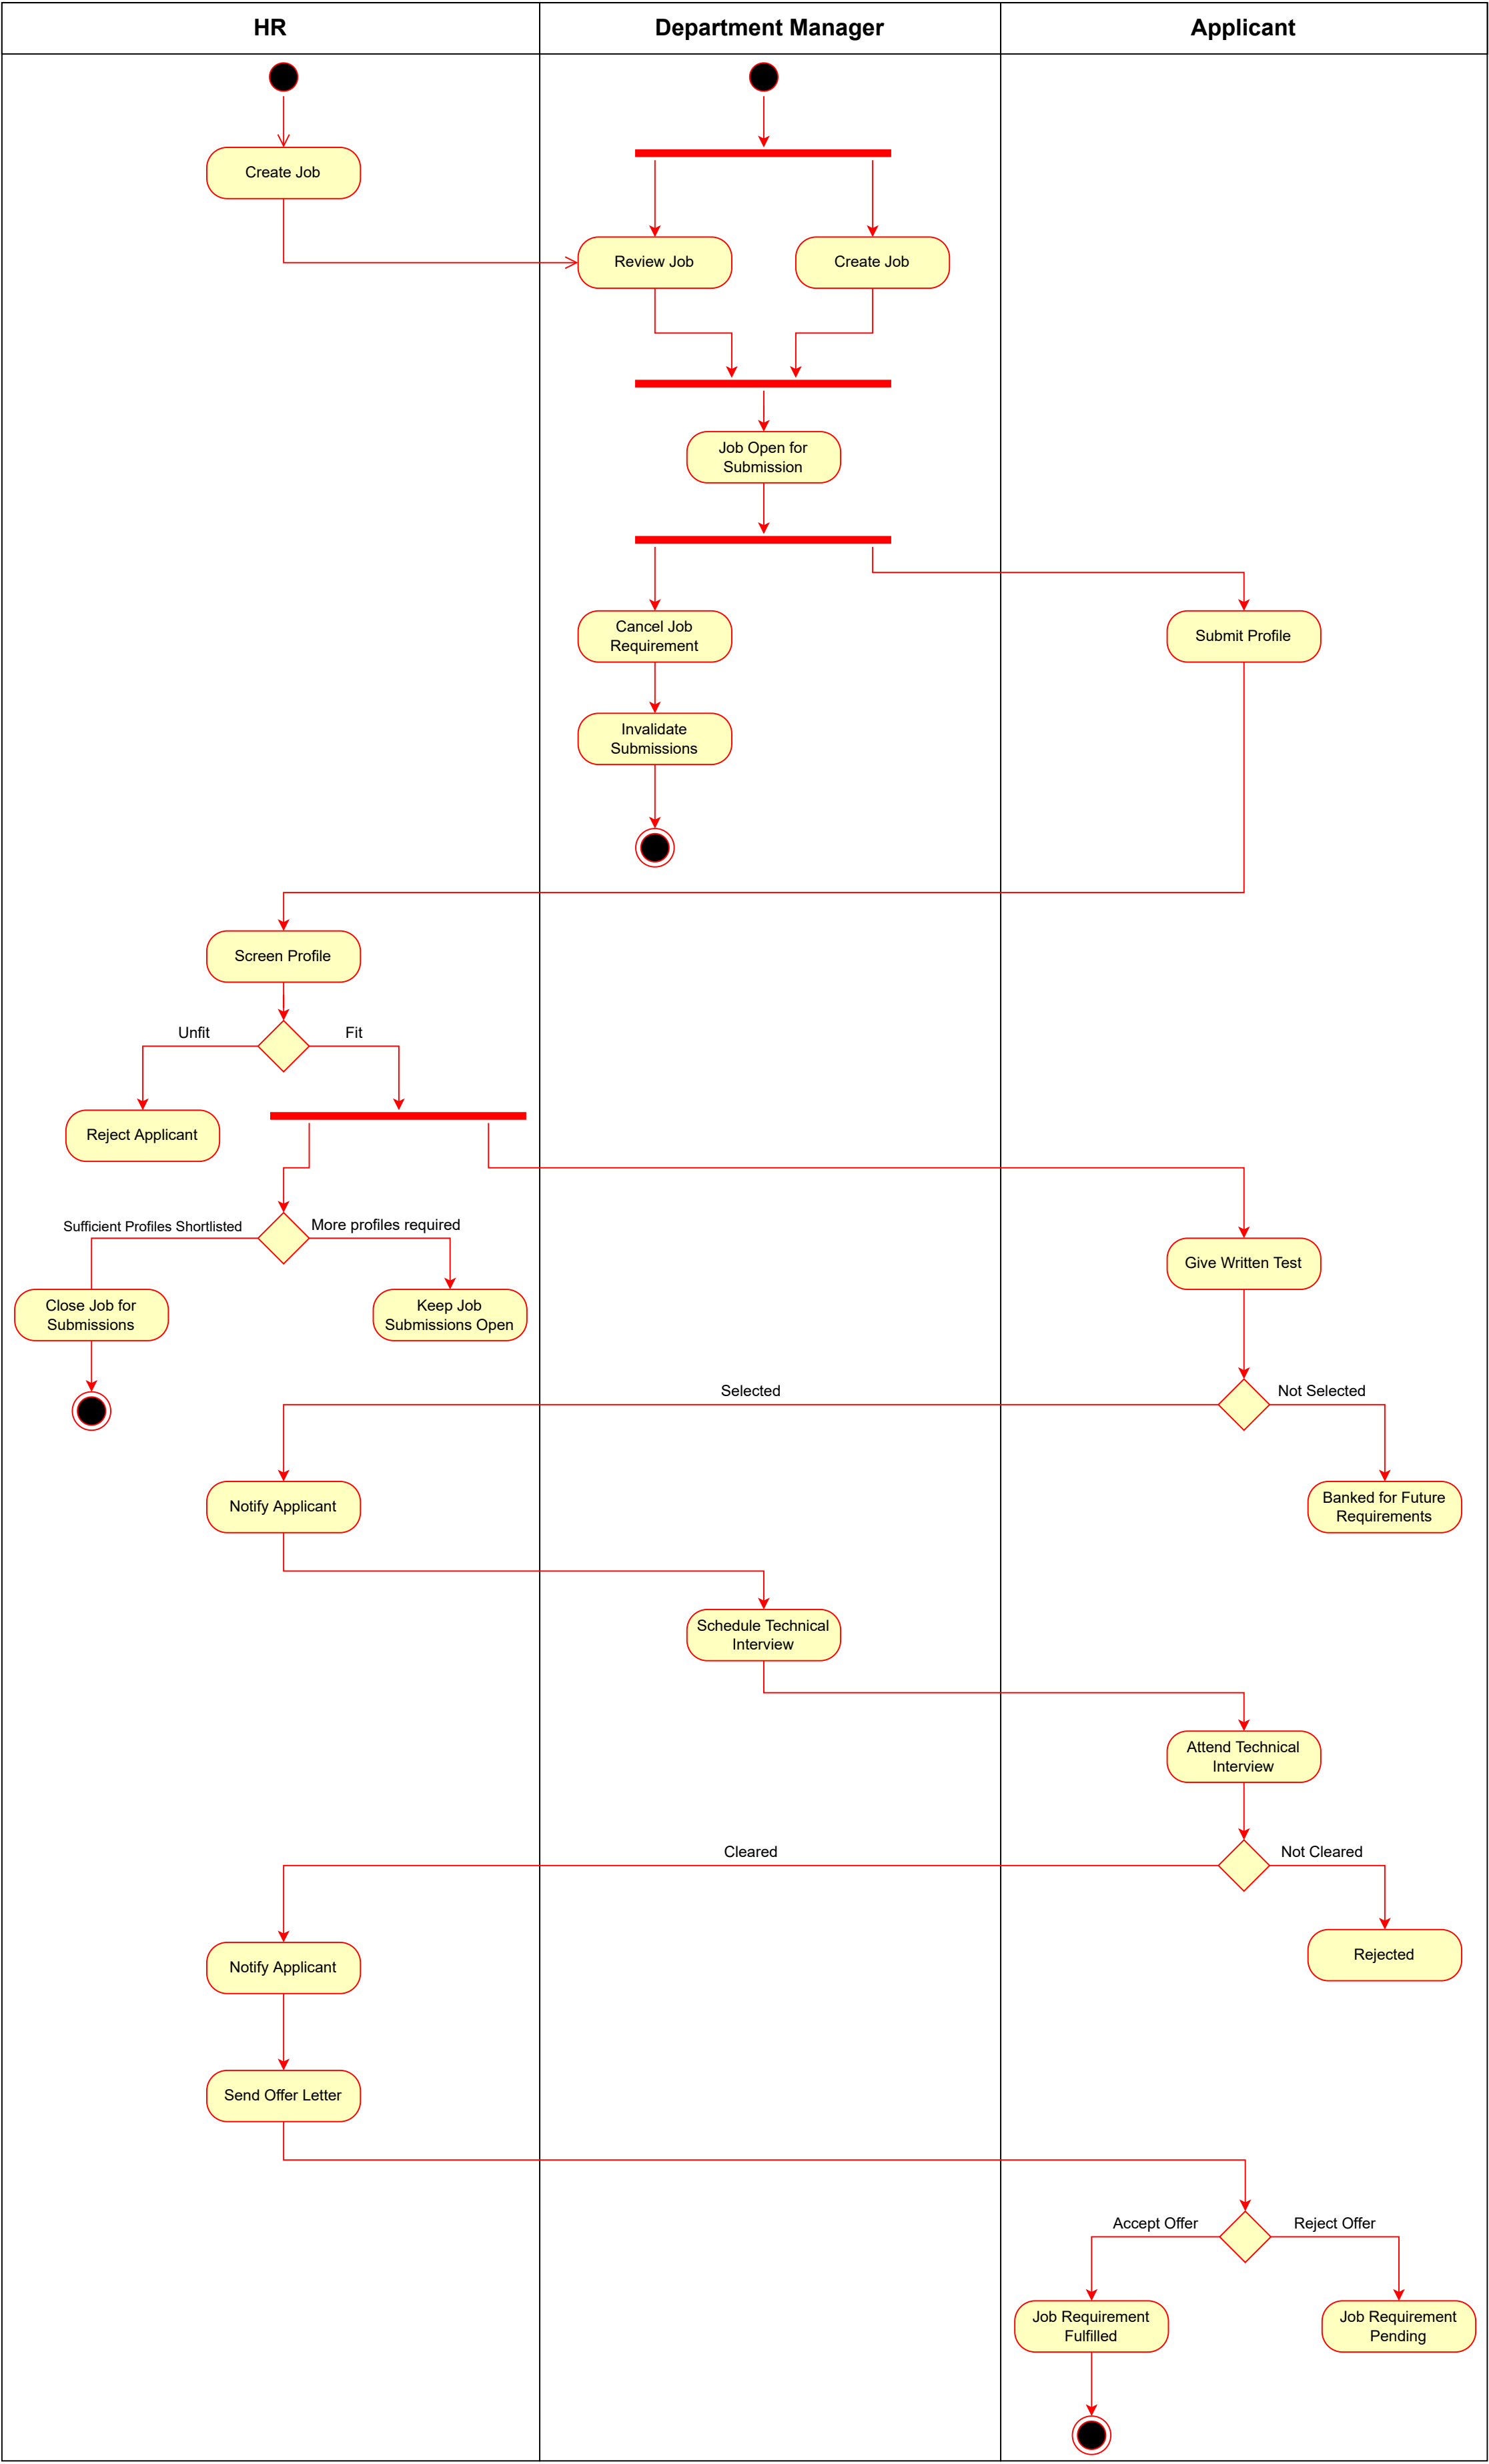 HR
Department Manager
Applicant
Create Job
Review Job
Create Job
Job Open for
Submission
Cancel Job
Requirement
Submit Profile
Invalidate
Submissions
Screen Profile
Unfit
Fit
Reject Applicant
Sufficient Profiles Shortlisted
More profiles required
Give Written Test
Close Job for
Submissions
Keep Job
Submissions Open
Selected
Not Selected
Notify Applicant
Banked for Future
Requirements
Schedule Technical
Interview
Attend Technical
Interview
Cleared
Not Cleared
Rejected
Notify Applicant
Send Offer Letter
Accept Offer
Reject Offer
Job Requirement
Fulfilled
Job Requirement
Pending